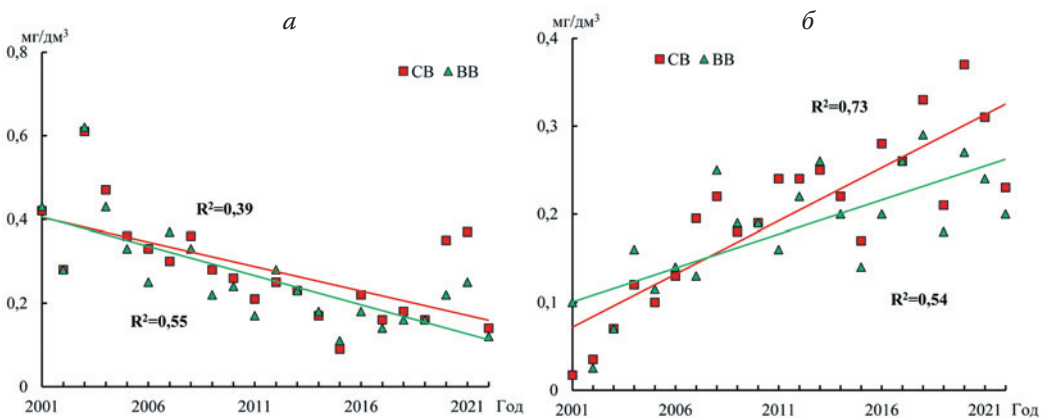 а
мг/дм³
0,8
0,6
0,4
0,2
0
СВ ВВ
R²=0,39
R²=0,55
2001 2006 2011 2016 2021 Год
б
мг/дм³
0,4
0,3
0,2
0,1
0
СВ ВВ
R²=0,73
R²=0,54
2001 2006 2011 2016 2021 Год